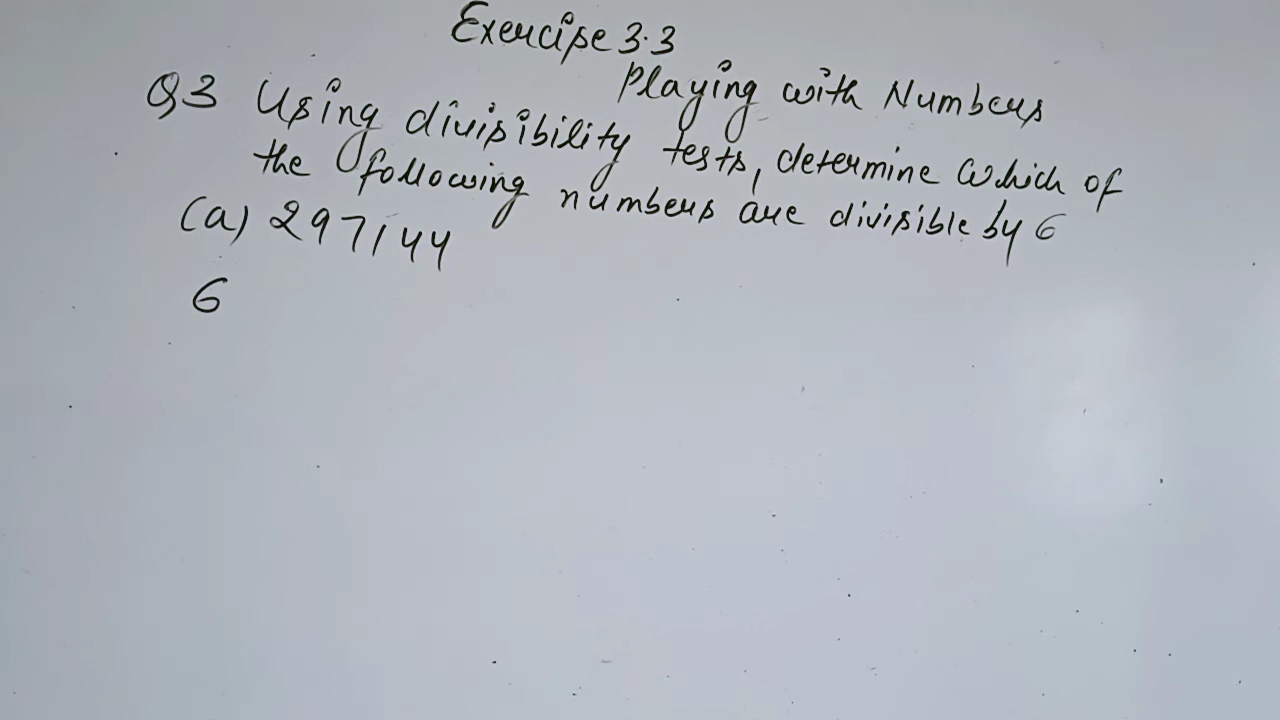 Exercise 3.3
Playing with Numbers
Q3 Using divisibility tests, determine which of
the following numbers are divisible by 6
(a) 297144
6